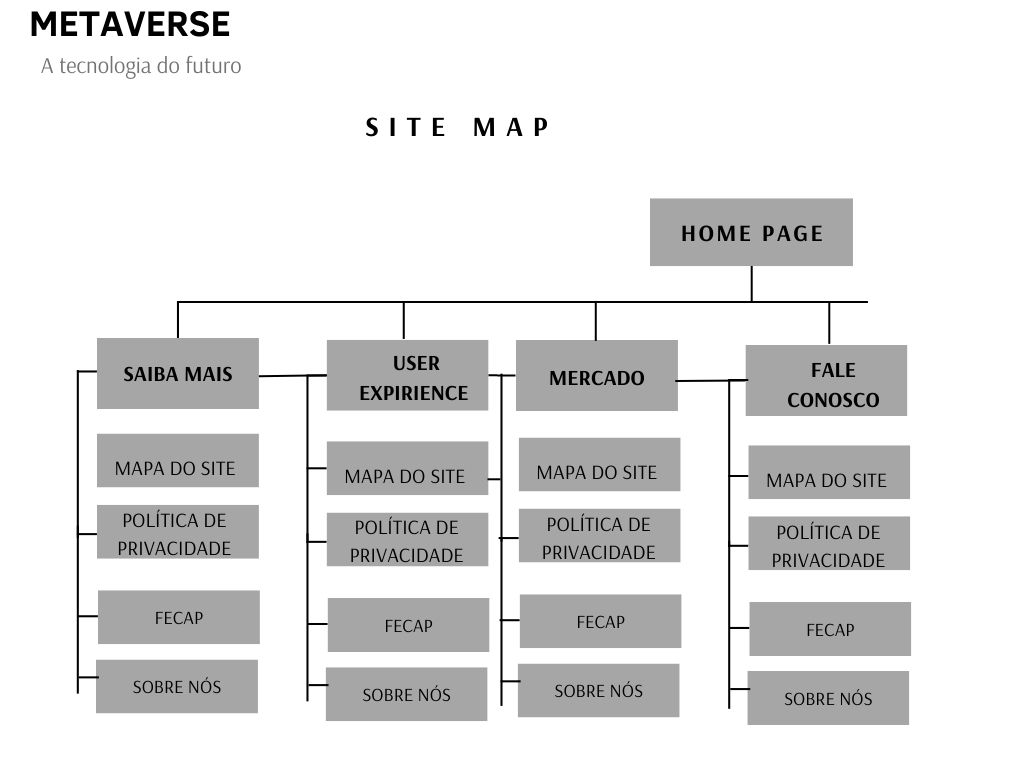 METAVERSE
A tecnologia do futuro
SITE MAP
HOME PAGE
SAIBA MAIS
MAPA DO SITE
POLÍTICA DE
PRIVACIDADE
FECAP
SOBRE NÓS
USER
EXPIRIENCE
MAPA DO SITE
POLÍTICA DE
PRIVACIDADE
FECAP
SOBRE NÓS
MERCADO
MAPA DO SITE
POLÍTICA DE
PRIVACIDADE
FECAP
SOBRE NÓS
FALE
CONOSCO
MAPA DO SITE
POLÍTICA DE
PRIVACIDADE
FECAP
SOBRE NÓS